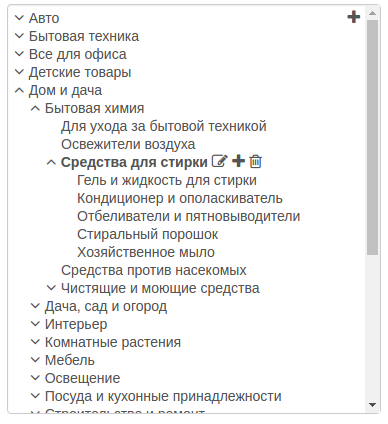 Авто
Бытовая техника
Все для офиса
Детские товары
Дом и дача
Бытовая химия
Для ухода за бытовой техникой
Освежители воздуха
Средства для стирки
Гель и жидкость для стирки
Кондиционер и ополаскиватель
Отбеливатели и пятновыводители
Стиральный порошок
Хозяйственное мыло
Средства против насекомых
Чистящие и моющие средства
Дача, сад и огород
Интерьер
Комнатные растения
Мебель
Освещение
Посуда и кухонные принадлежности
Строительство и ремонт